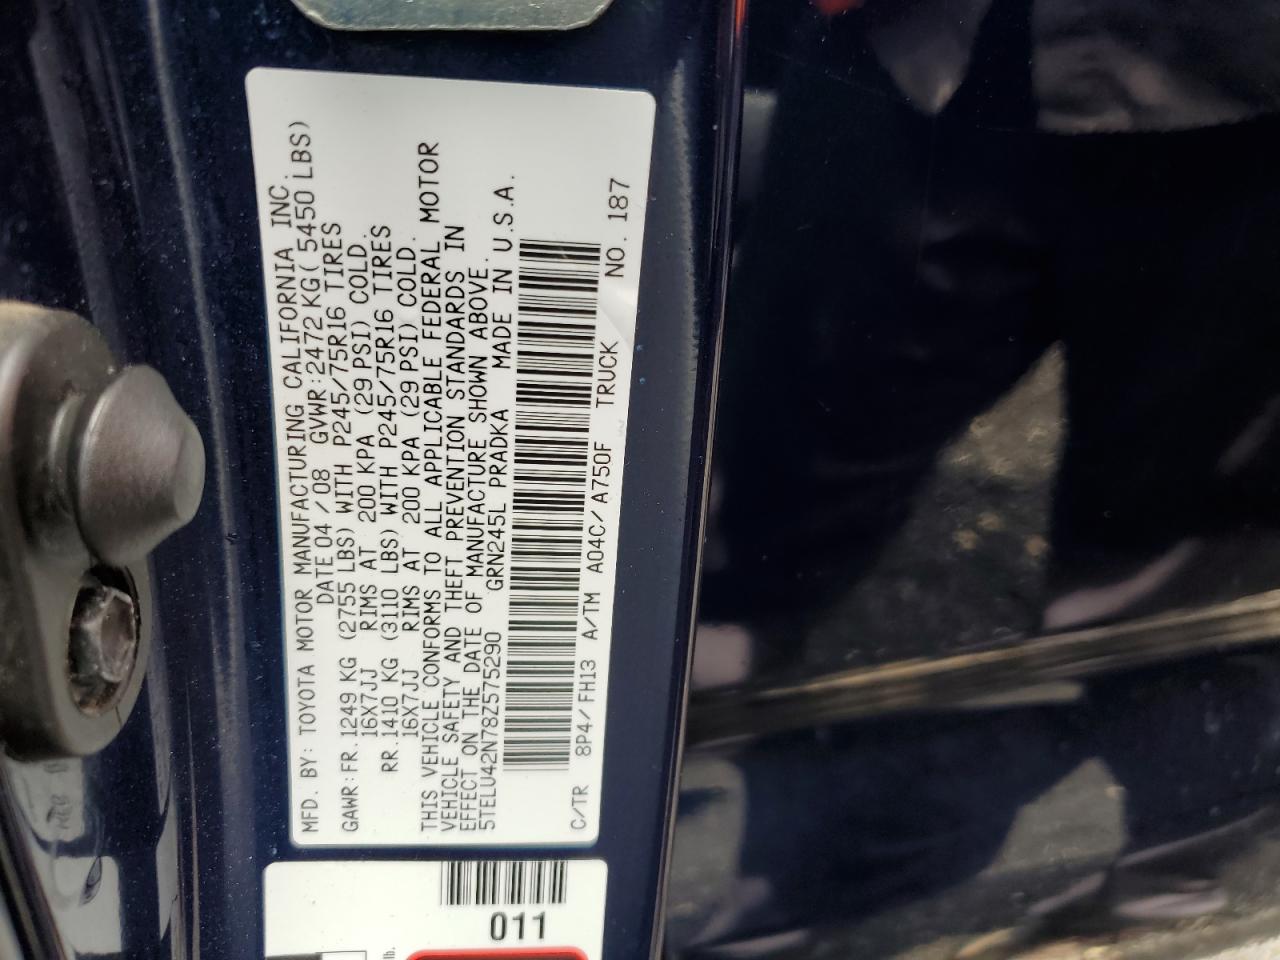 MFD. BY: TOYOTA MOTOR MANUFACTURING CALIFORNIA INC.
DATE 04 /08 GVWR:2472 KG( 5450 LBS)
GAWR:FR. 1249 KG (2755 LBS) WITH P245/75R16 TIRES
16X7JJ RIMS AT 200 KPA (29 PSI) COLD.
RR. 1410 KG (3110 LBS) WITH P245/75R16 TIRES
16X7JJ RIMS AT 200 KPA (29 PSI) COLD.
THIS VEHICLE CONFORMS TO ALL APPLICABLE FEDERAL MOTOR
VEHICLE SAFETY AND THEFT PREVENTION STANDARDS IN
EFFECT ON THE DATE OF MANUFACTURE SHOWN ABOVE.
5TELU42N78Z575290 GRN245L PRADKA MADE IN U.S.A.
C/TR 8P4/FH13 A/TM A04C/A750F TRUCK NO. 187
011
lb.